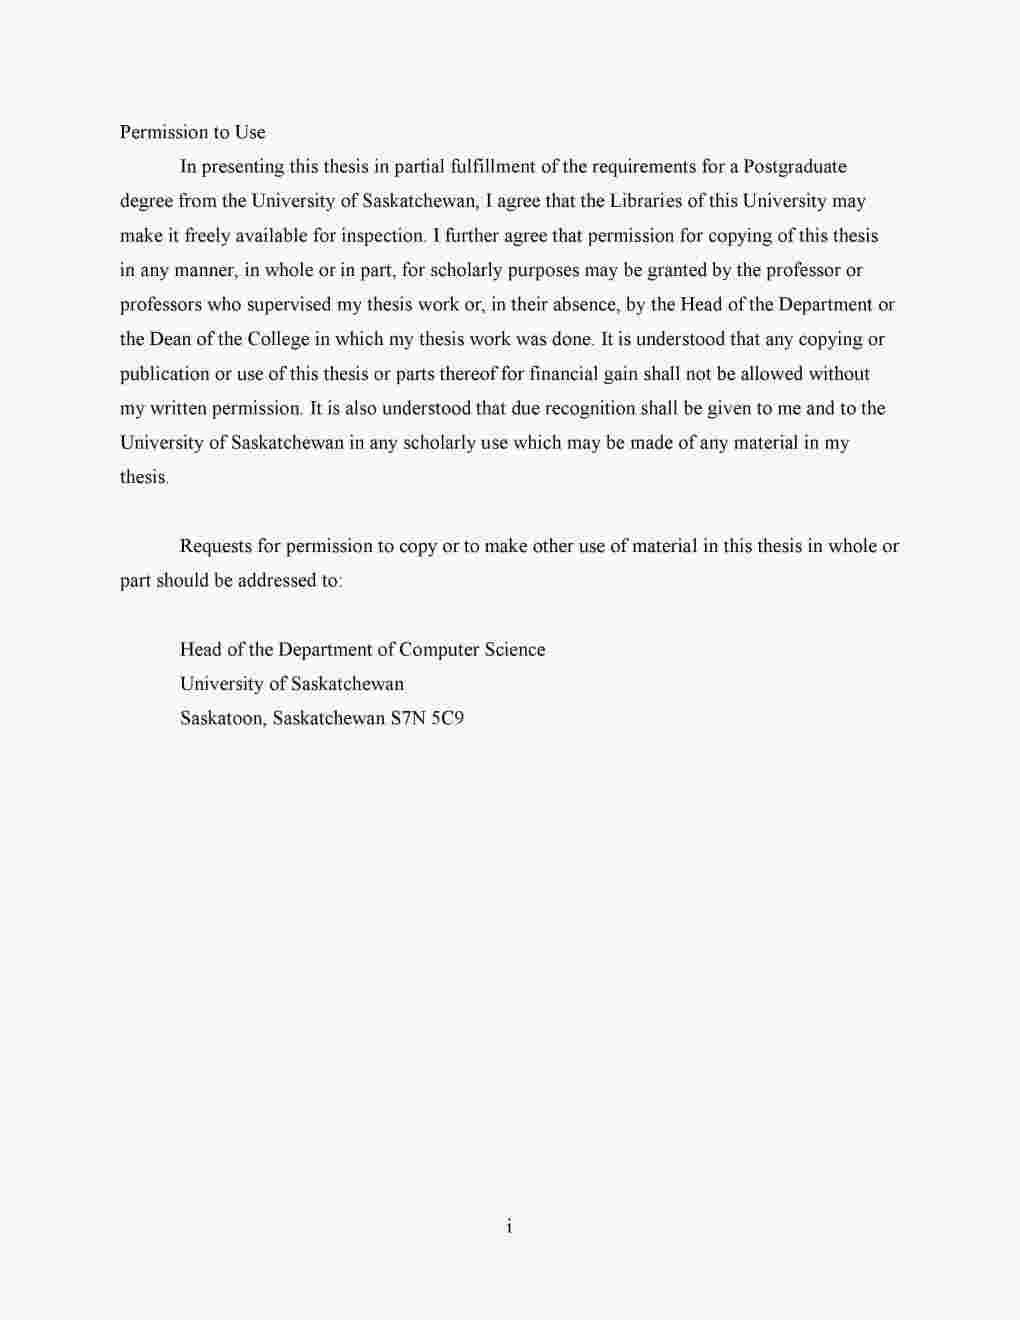 Permission to Use
In presenting this thesis in partial fulfillment of the requirements for a Postgraduate
degree from the University of Saskatchewan, I agree that the Libraries of this University may
make it freely available for inspection. I further agree that permission for copying of this thesis
in any manner, in whole or in part, for scholarly purposes may be granted by the professor or
professors who supervised my thesis work or, in their absence, by the Head of the Department or
the Dean of the College in which my thesis work was done. It is understood that any copying or
publication or use of this thesis or parts thereof for financial gain shall not be allowed without
my written permission. It is also understood that due recognition shall be given to me and to the
University of Saskatchewan in any scholarly use which may be made of any material in my
thesis.
Requests for permission to copy or to make other use of material in this thesis in whole or
part should be addressed to:
Head of the Department of Computer Science
University of Saskatchewan
Saskatoon, Saskatchewan S7N 5C9
i